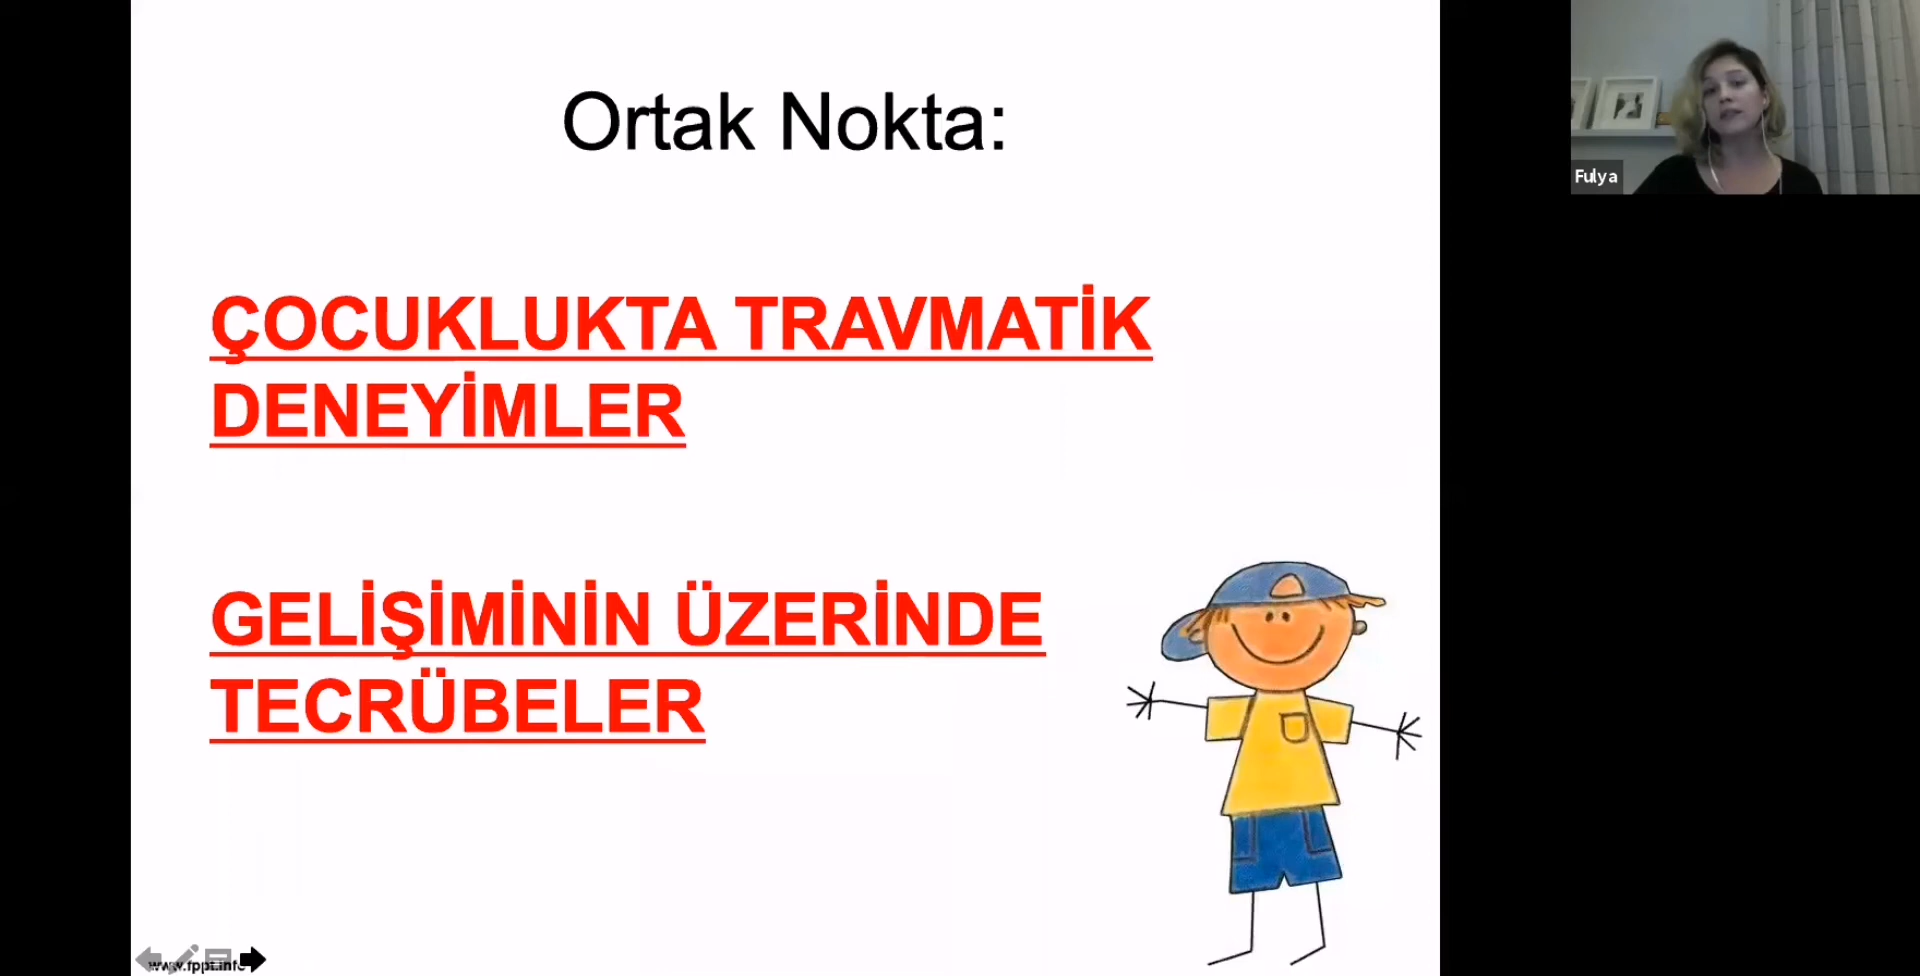 Ortak Nokta:
Fulya
ÇOCUKLUKTA TRAVMATİK
DENEYİMLER
GELİŞİMİNİN ÜZERİNDE
TECRÜBELER
www.fppt.info